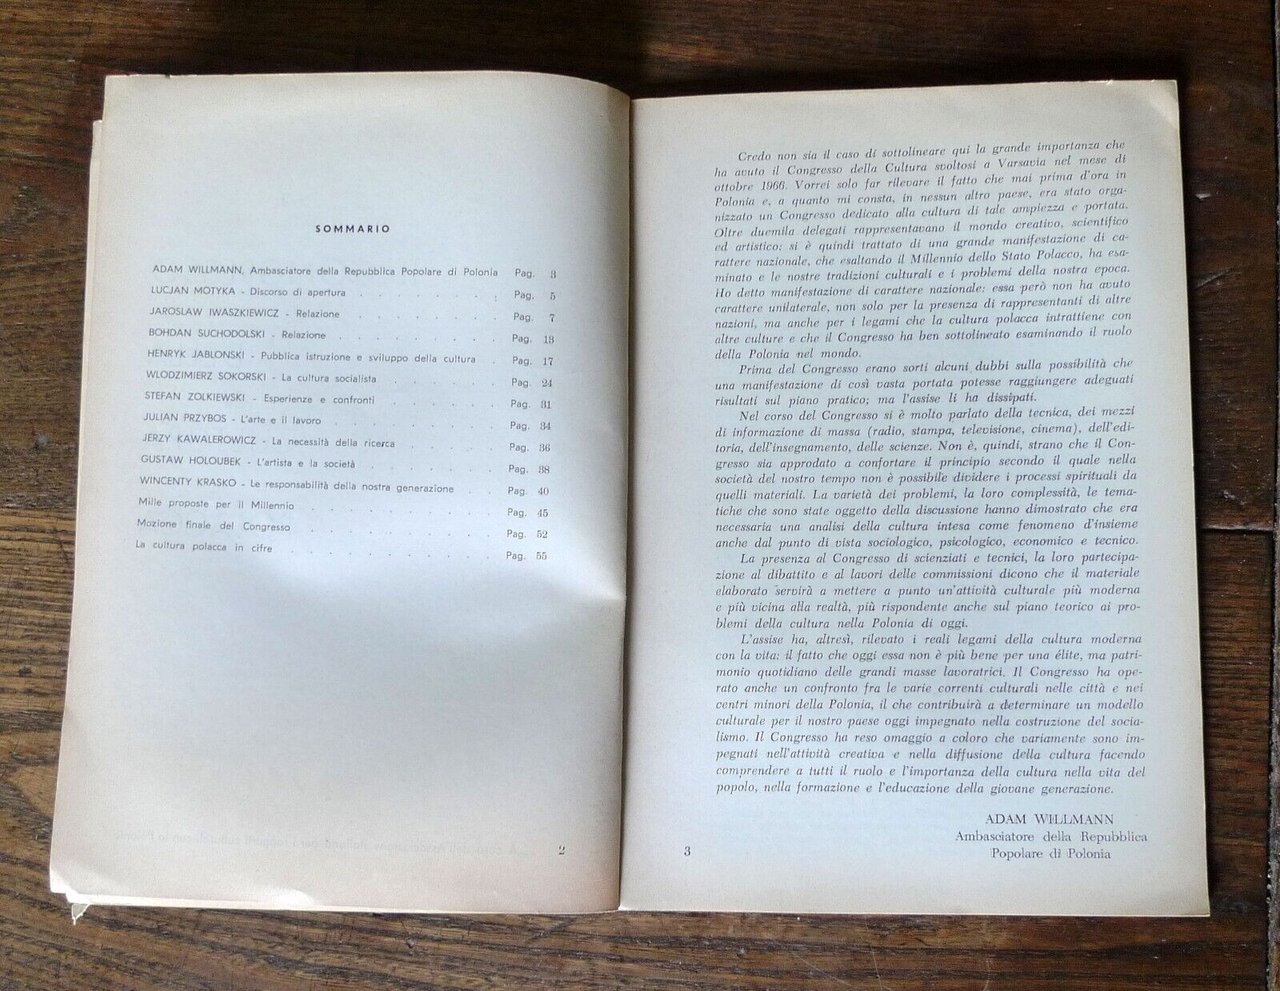 SOMMARIO
ADAM WILLMANN, Ambasciatore della Repubblica Popolare di Polonia Pag. 3
LUCJAN MOTYKA - Discorso di apertura . . . . . . . . Pag. 5
JAROSLAW IWASZKIEWICZ - Relazione . . . . . . . . Pag. 7
BOHDAN SUCHODOLSKI - Relazione . . . . . . . . Pag. 13
HENRYK JABLONSKI - Pubblica istruzione e sviluppo della cultura . Pag. 17
WLODZIMIERZ SOKORSKI - La cultura socialista . . . . . . Pag. 24
STEFAN ZOLKIEWSKI - Esperienze e confronti . . . . . . Pag. 31
JULIAN PRZYBOS - L'arte e il lavoro . . . . . . . . Pag. 34
JERZY KAWALEROWICZ - La necessità della ricerca . . . . . Pag. 36
GUSTAW HOLOUBEK - L'artista e la società . . . . . . . Pag. 38
WINCENTY KRASKO - Le responsabilità della nostra generazione . . Pag. 40
Mille proposte per il Millennio . . . . . . . . . Pag. 45
Mozione finale del Congresso . . . . . . . . . Pag. 52
La cultura polacca in cifre . . . . . . . . . Pag. 55
2
Credo non sia il caso di sottolineare qui la grande importanza che
ha avuto il Congresso della Cultura svoltosi a Varsavia nel mese di
ottobre 1966. Vorrei solo far rilevare il fatto che mai prima d'ora in
Polonia e, a quanto mi consta, in nessun altro paese, era stato orga-
nizzato un Congresso dedicato alla cultura di tale ampiezza e portata.
Oltre duemila delegati rappresentavano il mondo creativo, scientifico
ed artistico: si è quindi trattato di una grande manifestazione di ca-
rattere nazionale, che esaltando il Millennio dello Stato Polacco, ha esa-
minato e le nostre tradizioni culturali e i problemi della nostra epoca.
Ho detto manifestazione di carattere nazionale: essa però non ha avuto
carattere unilaterale, non solo per la presenza di rappresentanti di altre
nazioni, ma anche per i legami che la cultura polacca intrattiene con
altre culture e che il Congresso ha ben sottolineato esaminando il ruolo
della Polonia nel mondo.
Prima del Congresso erano sorti alcuni dubbi sulla possibilità che
una manifestazione di così vasta portata potesse raggiungere adeguati
risultati sul piano pratico; ma l'assise li ha dissipati.
Nel corso del Congresso si è molto parlato della tecnica, dei mezzi
di informazione di massa (radio, stampa, televisione, cinema), dell'edi-
toria, dell'insegnamento, delle scienze. Non è, quindi, strano che il Con-
gresso sia approdato a confortare il principio secondo il quale nella
società del nostro tempo non è possibile dividere i processi spirituali da
quelli materiali. La varietà dei problemi, la loro complessità, le tema-
tiche che sono state oggetto della discussione hanno dimostrato che era
necessaria una analisi della cultura intesa come fenomeno d'insieme
anche dal punto di vista sociologico, psicologico, economico e tecnico.
La presenza al Congresso di scienziati e tecnici, la loro partecipa-
zione al dibattito e al lavori delle commissioni dicono che il materiale
elaborato servirà a mettere a punto un'attività culturale più moderna
e più vicina alla realtà, più rispondente anche sul piano teorico ai pro-
blemi della cultura nella Polonia di oggi.
L'assise ha, altresì, rilevato i reali legami della cultura moderna
con la vita: il fatto che oggi essa non è più bene per una élite, ma patri-
monio quotidiano delle grandi masse lavoratrici. Il Congresso ha ope-
rato anche un confronto fra le varie correnti culturali nelle città e nei
centri minori della Polonia, il che contribuirà a determinare un modello
culturale per il nostro paese oggi impegnato nella costruzione del socia-
lismo. Il Congresso ha reso omaggio a coloro che variamente sono im-
pegnati nell'attività creativa e nella diffusione della cultura facendo
comprendere a tutti il ruolo e l'importanza della cultura nella vita del
popolo, nella formazione e l'educazione della giovane generazione.
ADAM WILLMANN
Ambasciatore della Repubblica
Popolare di Polonia
3